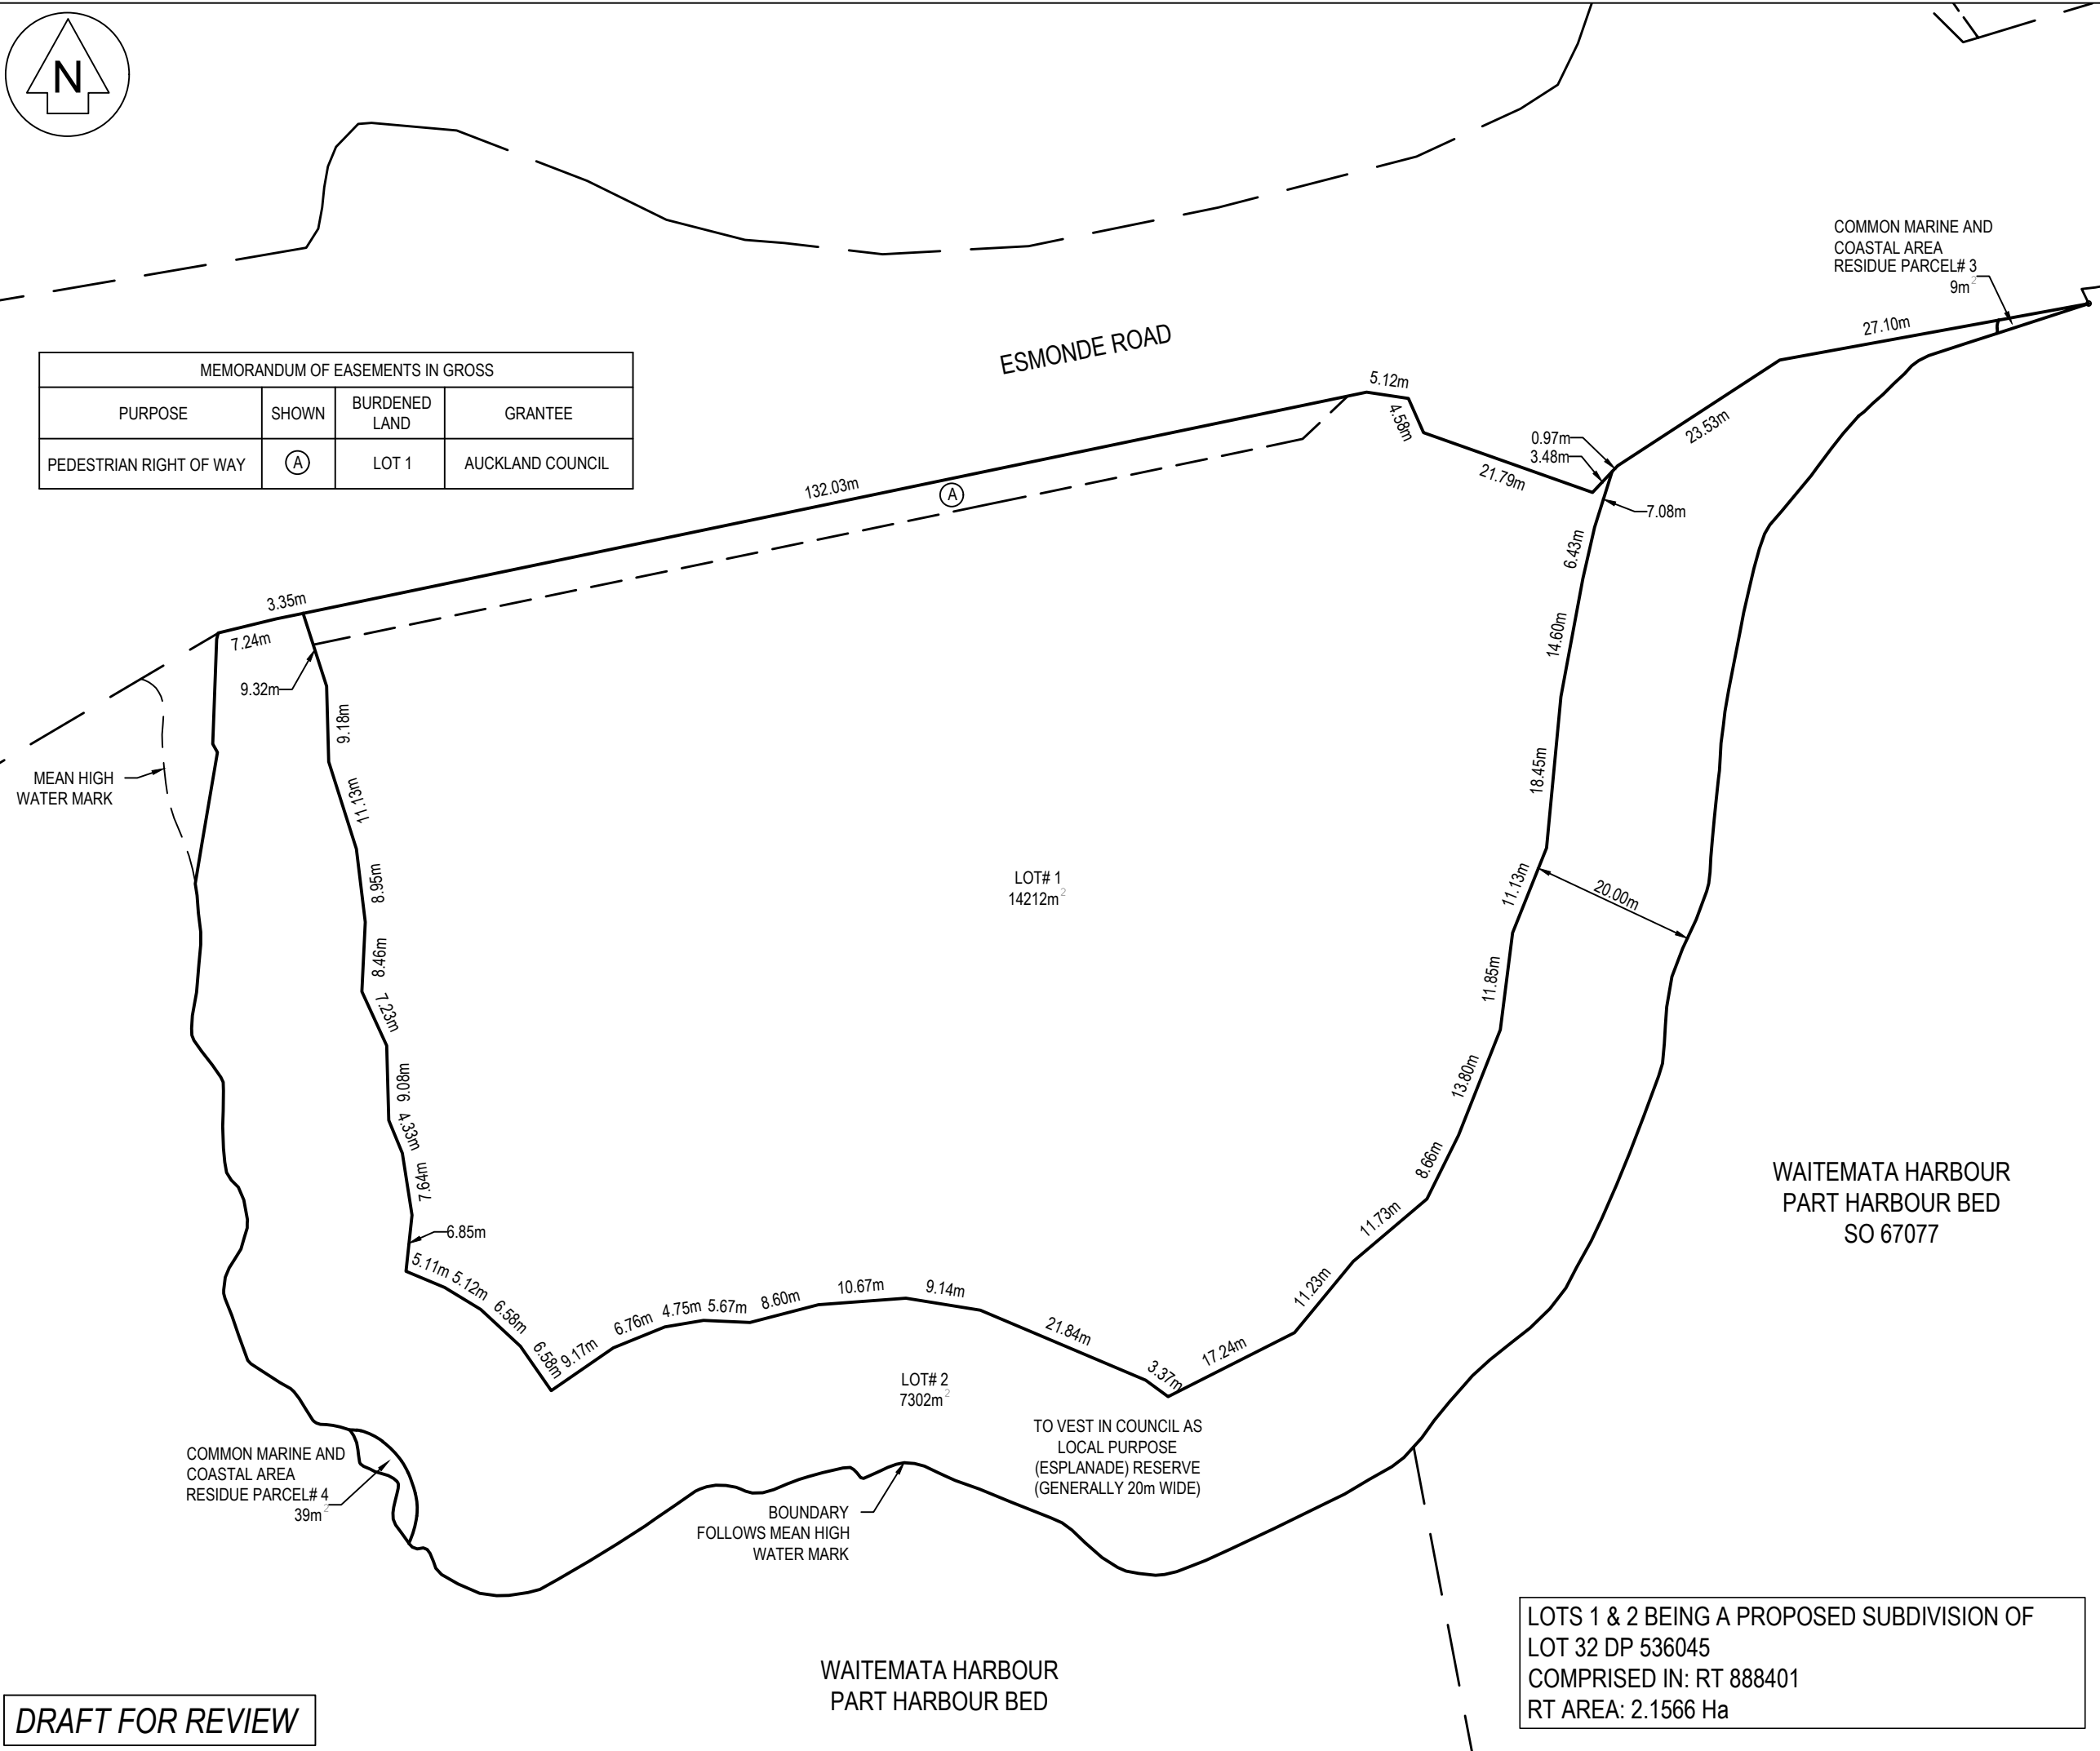 N
COMMON MARINE AND
COASTAL AREA
RESIDUE PARCEL# 3
9m²
27.10m
ESMONDE ROAD
MEMORANDUM OF EASEMENTS IN GROSS
PURPOSE SHOWN BURDENED LAND GRANTEE
PEDESTRIAN RIGHT OF WAY A LOT 1 AUCKLAND COUNCIL
5.12m
4.58m
23.53m
0.97m
3.48m
21.79m
132.03m
A
7.08m
6.43m
3.35m
7.24m
14.60m
9.32m
9.18m
MEAN HIGH
WATER MARK
18.45m
11.13m
LOT# 1
14212m²
8.95m
11.13m
20.00m
8.46m
11.85m
7.23m
9.08m
13.80m
4.33m
7.64m
8.66m
WAITEMATA HARBOUR
PART HARBOUR BED
SO 67077
6.85m
11.73m
5.11m
5.12m
6.58m
6.58m
9.17m
6.76m
4.75m
5.67m
8.60m
10.67m
9.14m
21.84m
3.37m
17.24m
11.23m
LOT# 2
7302m²
TO VEST IN COUNCIL AS
LOCAL PURPOSE
(ESPLANADE) RESERVE
(GENERALLY 20m WIDE)
COMMON MARINE AND
COASTAL AREA
RESIDUE PARCEL# 4
39m²
BOUNDARY
FOLLOWS MEAN HIGH
WATER MARK
WAITEMATA HARBOUR
PART HARBOUR BED
LOTS 1 & 2 BEING A PROPOSED SUBDIVISION OF
LOT 32 DP 536045
COMPRISED IN: RT 888401
RT AREA: 2.1566 Ha
DRAFT FOR REVIEW